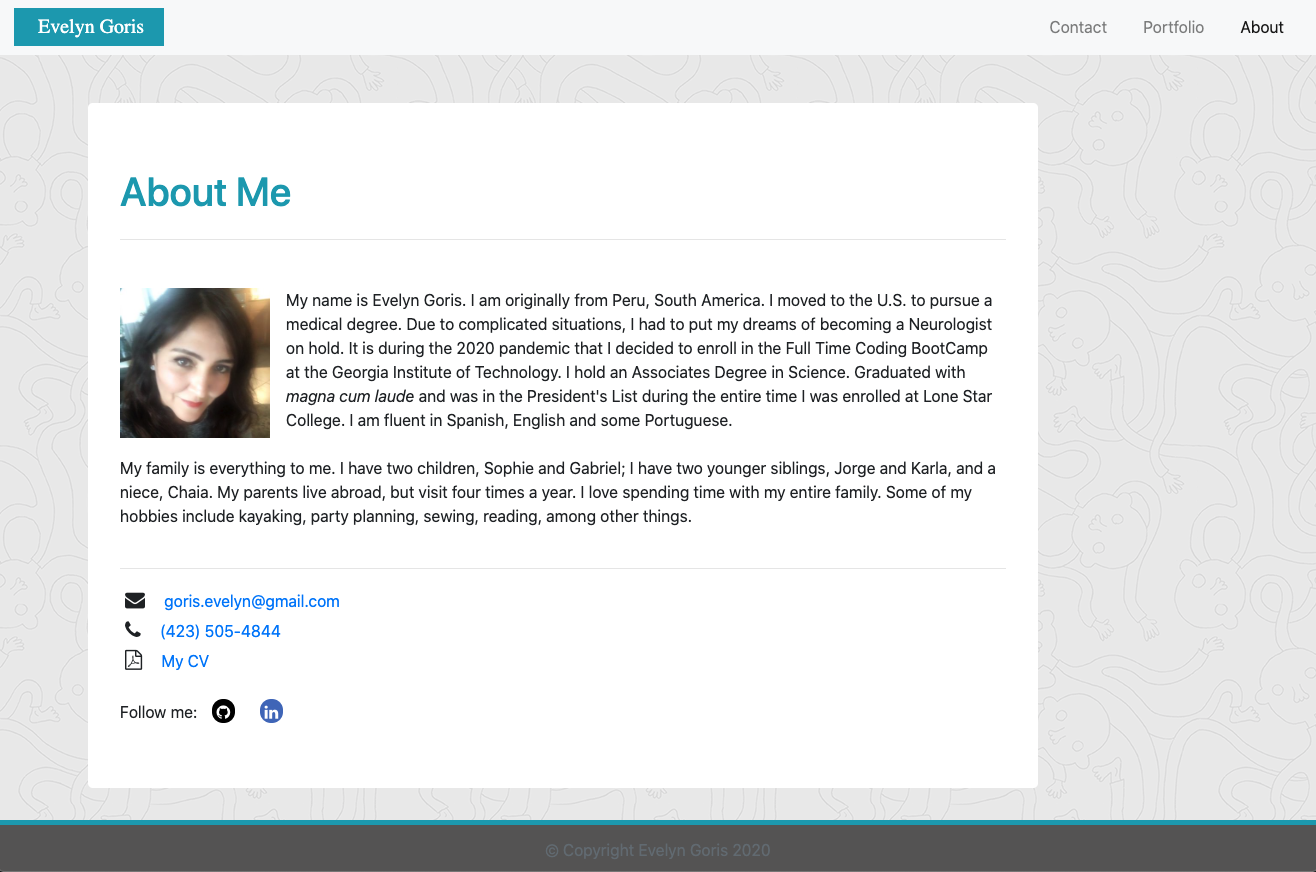 Evelyn Goris
Contact Portfolio About
About Me
My name is Evelyn Goris. I am originally from Peru, South America. I moved to the U.S. to pursue a
medical degree. Due to complicated situations, I had to put my dreams of becoming a Neurologist
on hold. It is during the 2020 pandemic that I decided to enroll in the Full Time Coding BootCamp
at the Georgia Institute of Technology. I hold an Associates Degree in Science. Graduated with
magna cum laude and was in the President's List during the entire time I was enrolled at Lone Star
College. I am fluent in Spanish, English and some Portuguese.
My family is everything to me. I have two children, Sophie and Gabriel; I have two younger siblings, Jorge and Karla, and a
niece, Chaia. My parents live abroad, but visit four times a year. I love spending time with my entire family. Some of my
hobbies include kayaking, party planning, sewing, reading, among other things.
goris.evelyn@gmail.com
(423) 505-4844
My CV
Follow me: in
© Copyright Evelyn Goris 2020